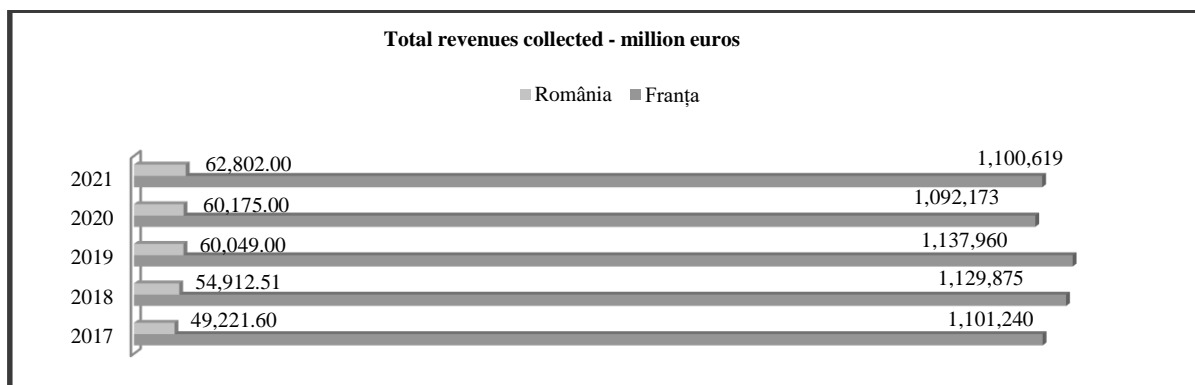 Total revenues collected - million euros
România Franța
2021 62,802.00 1,100,619
2020 60,175.00 1,092,173
2019 60,049.00 1,137,960
2018 54,912.51 1,129,875
2017 49,221.60 1,101,240